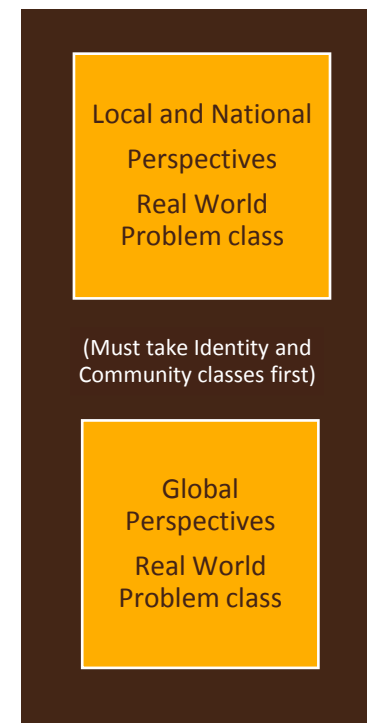 Local and National
Perspectives
Real World
Problem class
(Must take Identity and
Community classes first)
Global
Perspectives
Real World
Problem class